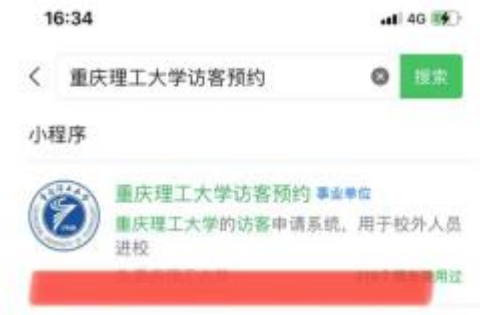 16:34 4G
重庆理工大学访客预约 搜索
小程序
重庆理工大学访客预约 事业单位
重庆理工大学的访客申请系统，用于校外人员
进校
用过